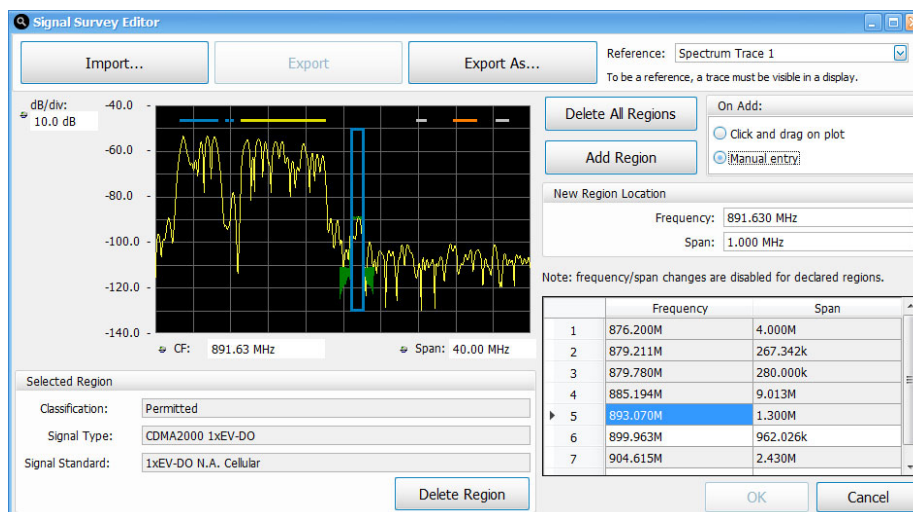 Signal Survey Editor
Import...
Export
Export As...
Reference: Spectrum Trace 1
To be a reference, a trace must be visible in a display.
dB/div:
10.0 dB
-40.0
-60.0
-80.0
-100.0
-120.0
-140.0
CF: 891.63 MHz
Span: 40.00 MHz
Delete All Regions
Add Region
On Add:
Click and drag on plot
Manual entry
New Region Location
Frequency: 891.630 MHz
Span: 1.000 MHz
Note: frequency/span changes are disabled for declared regions.
Frequency Span
1 876.200M 4.000M
2 879.211M 267.342k
3 879.780M 280.000k
4 885.194M 9.013M
5 893.070M 1.300M
6 899.963M 962.026k
7 904.615M 2.430M
Selected Region
Classification: Permitted
Signal Type: CDMA2000 1xEV-DO
Signal Standard: 1xEV-DO N.A. Cellular
Delete Region
OK
Cancel